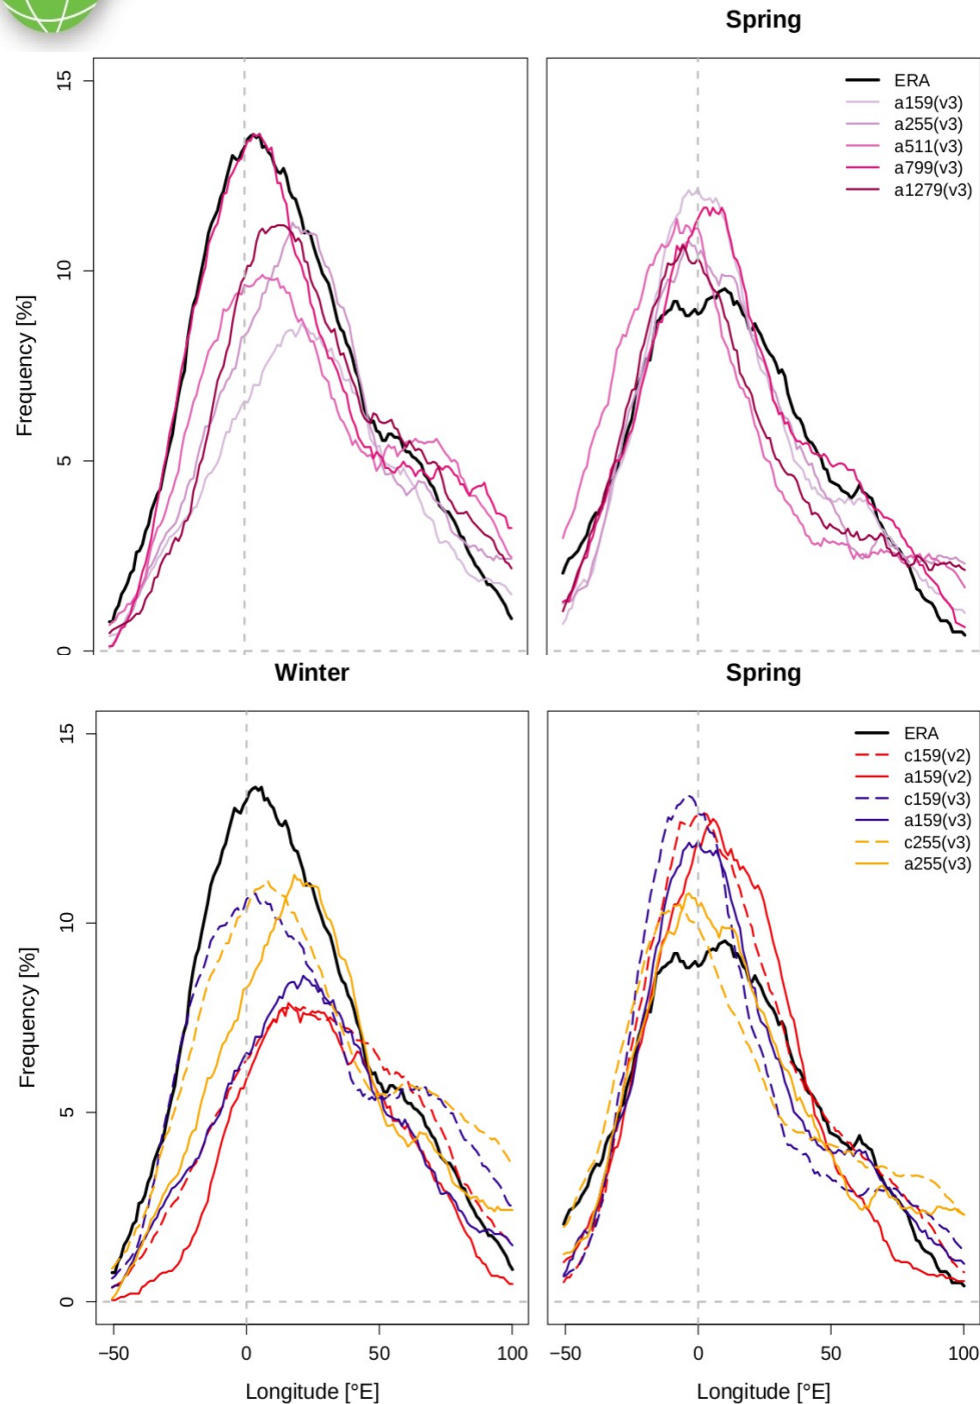 Spring
15
10
5
0
Frequency [%]
ERA
a159(v3)
a255(v3)
a511(v3)
a799(v3)
a1279(v3)
Winter
Spring
15
10
5
0
Frequency [%]
ERA
c159(v2)
a159(v2)
c159(v3)
a159(v3)
c255(v3)
a255(v3)
−50 0 50 100
−50 0 50 100
Longitude [°E]
Longitude [°E]